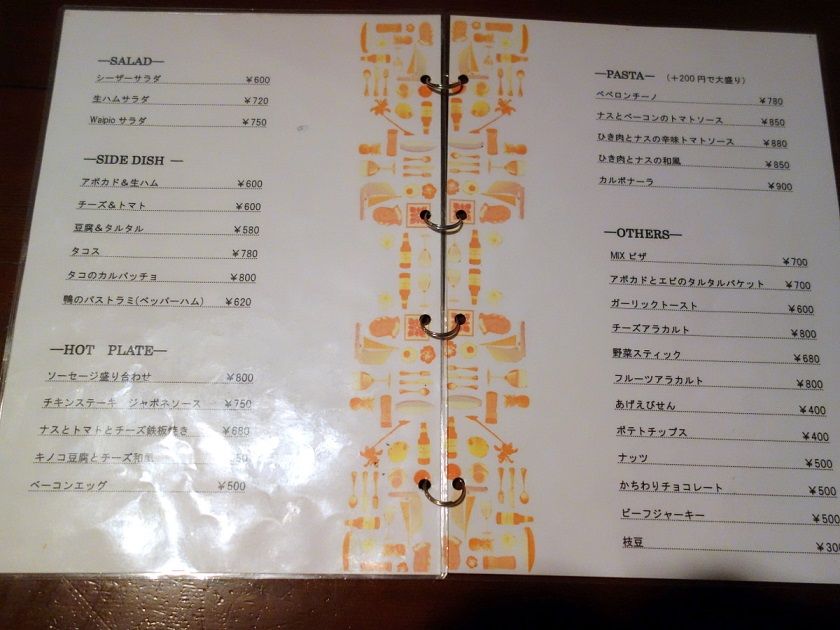 —SALAD—
シーザーサラダ ￥600
生ハムサラダ ￥720
Waipio サラダ ￥750
—SIDE DISH —
アボカド＆生ハム ￥600
チーズ＆トマト ￥600
豆腐＆タルタル ￥580
タコス ￥780
タコのカルパッチョ ￥800
鴨のパストラミ(ペッパーハム) ￥620
—HOT PLATE—
ソーセージ盛り合わせ ￥800
チキンステーキ ジャポネソース ￥750
ナスとトマトとチーズ鉄板焼き ￥680
キノコ豆腐とチーズ和風 50
ベーコンエッグ ￥500
—PASTA— （＋200 円で大盛り）
ペペロンチーノ ￥780
ナスとベーコンのトマトソース ￥850
ひき肉とナスの辛味トマトソース ￥880
ひき肉とナスの和風 ￥850
カルボナーラ ￥900
—OTHERS—
MIX ピザ ￥700
アボカドとエビのタルタルバケット ￥700
ガーリックトースト ￥600
チーズアラカルト ￥800
野菜スティック ￥680
フルーツアラカルト ￥800
あげえびせん ￥400
ポテトチップス ￥400
ナッツ ￥500
かちわりチョコレート ￥500
ビーフジャーキー ￥500
枝豆 ￥300